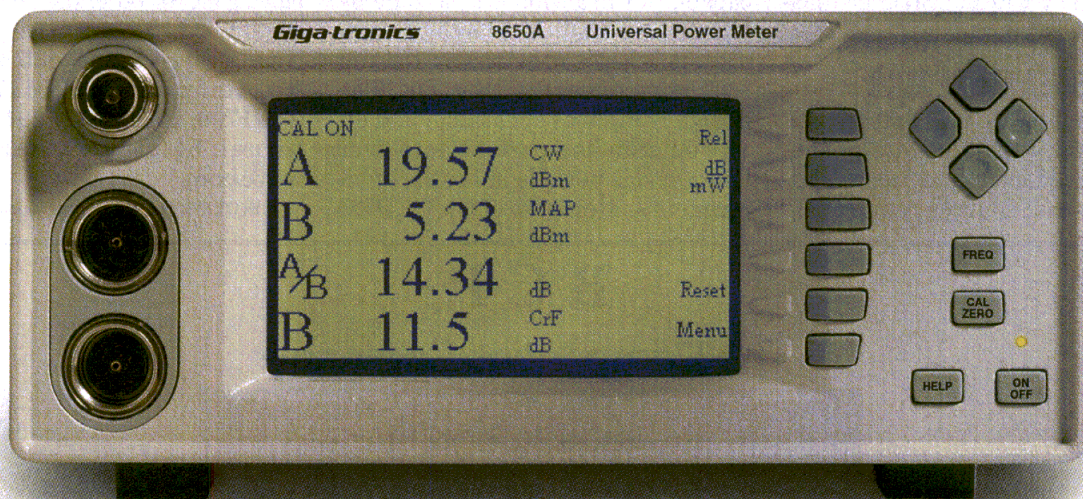 Giga-tronics 8650A Universal Power Meter
CAL ON
Rel
A 19.57 CW dBm
dB
mW
B 5.23 MAP dBm
A/B 14.34 dB
Reset
B 11.5 CrF dB
Menu
FREQ
CAL
ZERO
HELP
ON
OFF